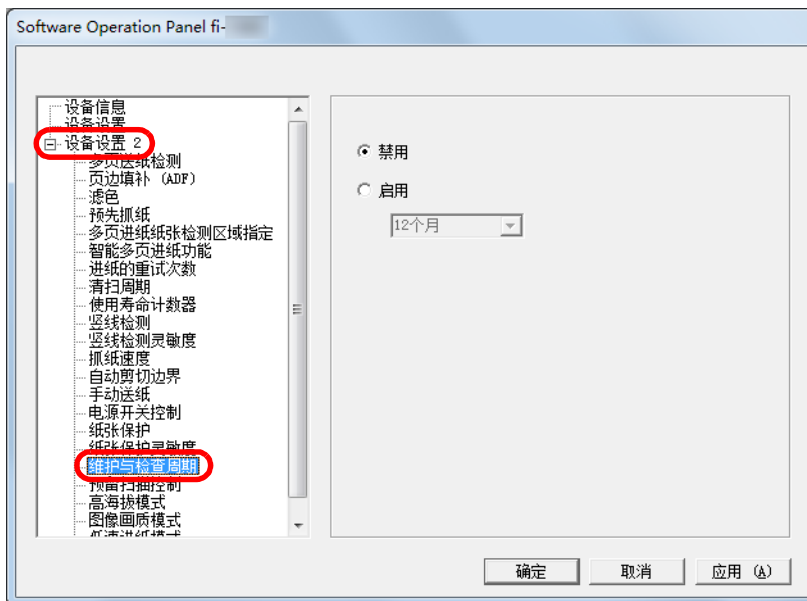 Software Operation Panel fi-
设备信息
设备设置
设备设置 2
多页送纸检测
页边填补 (ADF)
滤色
预先抓纸
多页进纸纸张检测区域指定
智能多页进纸功能
进纸的重试次数
清扫周期
使用寿命计数器
竖线检测
竖线检测灵敏度
抓纸速度
自动剪切边界
手动送纸
电源开关控制
纸张保护
纸张保护灵敏度
维护与检查周期
预留扫描控制
高海拔模式
图像画质模式
低速进纸模式
禁用
启用
12个月
确定
取消
应用 (A)